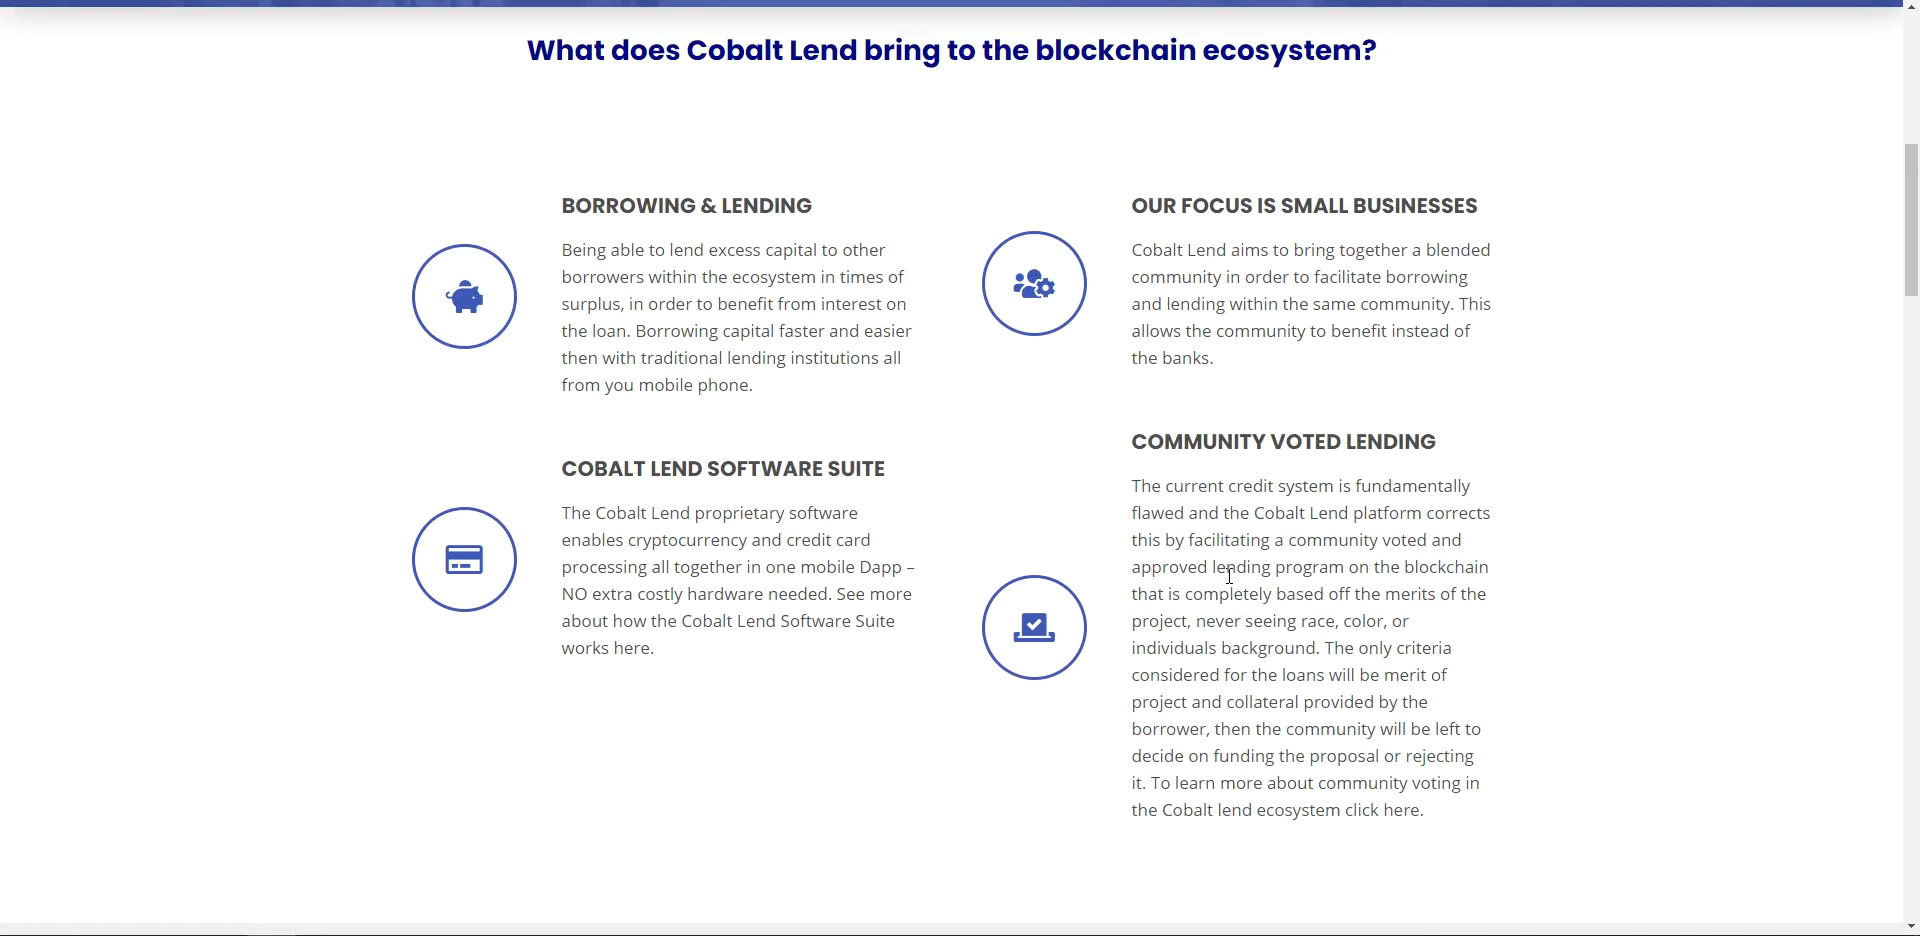 What does Cobalt Lend bring to the blockchain ecosystem?
BORROWING & LENDING
Being able to lend excess capital to other
borrowers within the ecosystem in times of
surplus, in order to benefit from interest on
the loan. Borrowing capital faster and easier
then with traditional lending institutions all
from you mobile phone.
COBALT LEND SOFTWARE SUITE
The Cobalt Lend proprietary software
enables cryptocurrency and credit card
processing all together in one mobile Dapp –
NO extra costly hardware needed. See more
about how the Cobalt Lend Software Suite
works here.
OUR FOCUS IS SMALL BUSINESSES
Cobalt Lend aims to bring together a blended
community in order to facilitate borrowing
and lending within the same community. This
allows the community to benefit instead of
the banks.
COMMUNITY VOTED LENDING
The current credit system is fundamentally
flawed and the Cobalt Lend platform corrects
this by facilitating a community voted and
approved lending program on the blockchain
that is completely based off the merits of the
project, never seeing race, color, or
individuals background. The only criteria
considered for the loans will be merit of
project and collateral provided by the
borrower, then the community will be left to
decide on funding the proposal or rejecting
it. To learn more about community voting in
the Cobalt lend ecosystem click here.